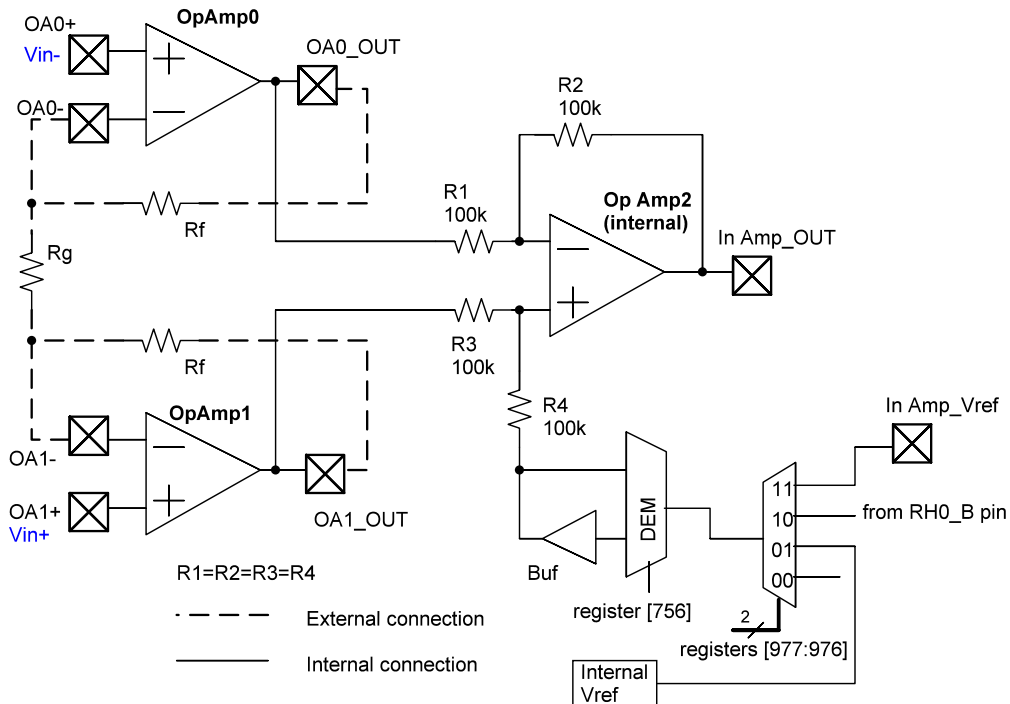 OpAmp0
OA0+
Vin-
OA0_OUT
OA0-
R2
100k
R1
100k
Op Amp2
(internal)
Rf
Rg
In Amp_OUT
R3
100k
Rf
R4
100k
OpAmp1
In Amp_Vref
OA1-
OA1+
Vin+
OA1_OUT
DEM
11
10
from RH0_B pin
01
00
Buf
R1=R2=R3=R4
register [756]
External connection
2
registers [977:976]
Internal connection
Internal
Vref